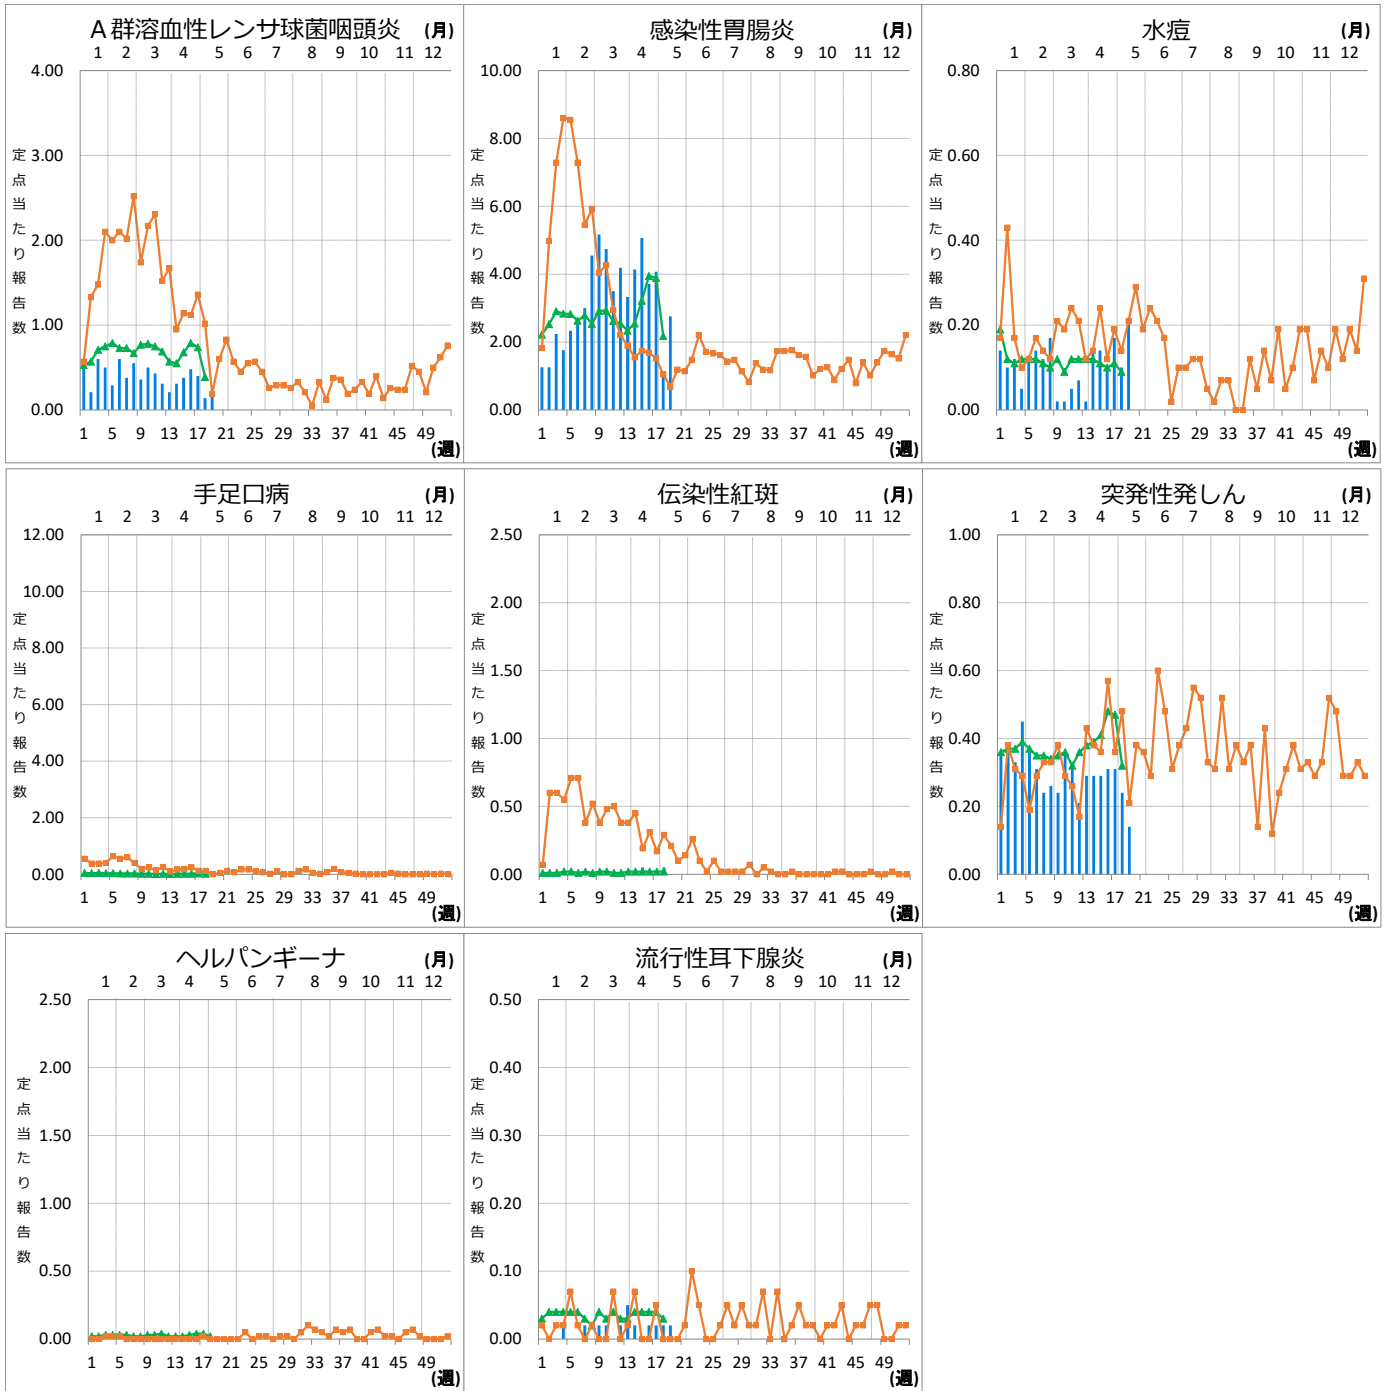 A群溶血性レンサ球菌咽頭炎 (月)
1 2 3 4 5 6 7 8 9 10 11 12
4.00
3.00
2.00
1.00
0.00
定点当たり報告数
1 5 9 13 17 21 25 29 33 37 41 45 49
(週)
感染性胃腸炎 (月)
1 2 3 4 5 6 7 8 9 10 11 12
10.00
8.00
6.00
4.00
2.00
0.00
定点当たり報告数
1 5 9 13 17 21 25 29 33 37 41 45 49
(週)
水痘 (月)
1 2 3 4 5 6 7 8 9 10 11 12
0.80
0.60
0.40
0.20
0.00
定点当たり報告数
1 5 9 13 17 21 25 29 33 37 41 45 49
(週)
手足口病 (月)
1 2 3 4 5 6 7 8 9 10 11 12
12.00
10.00
8.00
6.00
4.00
2.00
0.00
定点当たり報告数
1 5 9 13 17 21 25 29 33 37 41 45 49
(週)
伝染性紅斑 (月)
1 2 3 4 5 6 7 8 9 10 11 12
2.50
2.00
1.50
1.00
0.50
0.00
定点当たり報告数
1 5 9 13 17 21 25 29 33 37 41 45 49
(週)
突発性発しん (月)
1 2 3 4 5 6 7 8 9 10 11 12
1.00
0.80
0.60
0.40
0.20
0.00
定点当たり報告数
1 5 9 13 17 21 25 29 33 37 41 45 49
(週)
ヘルパンギーナ (月)
1 2 3 4 5 6 7 8 9 10 11 12
2.50
2.00
1.50
1.00
0.50
0.00
定点当たり報告数
1 5 9 13 17 21 25 29 33 37 41 45 49
(週)
流行性耳下腺炎 (月)
1 2 3 4 5 6 7 8 9 10 11 12
0.50
0.40
0.30
0.20
0.10
0.00
定点当たり報告数
1 5 9 13 17 21 25 29 33 37 41 45 49
(週)